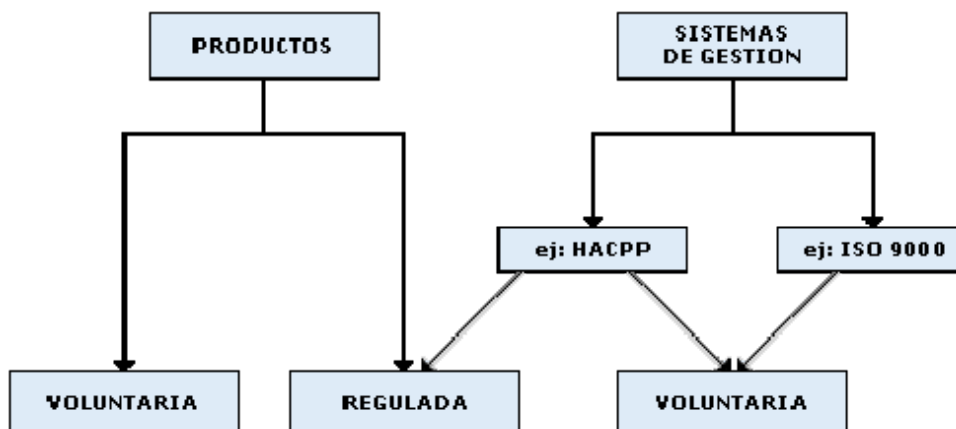 PRODUCTOS
SISTEMAS
DE GESTION
ej: HACPP
ej: ISO 9000
VOLUNTARIA
REGULADA
VOLUNTARIA